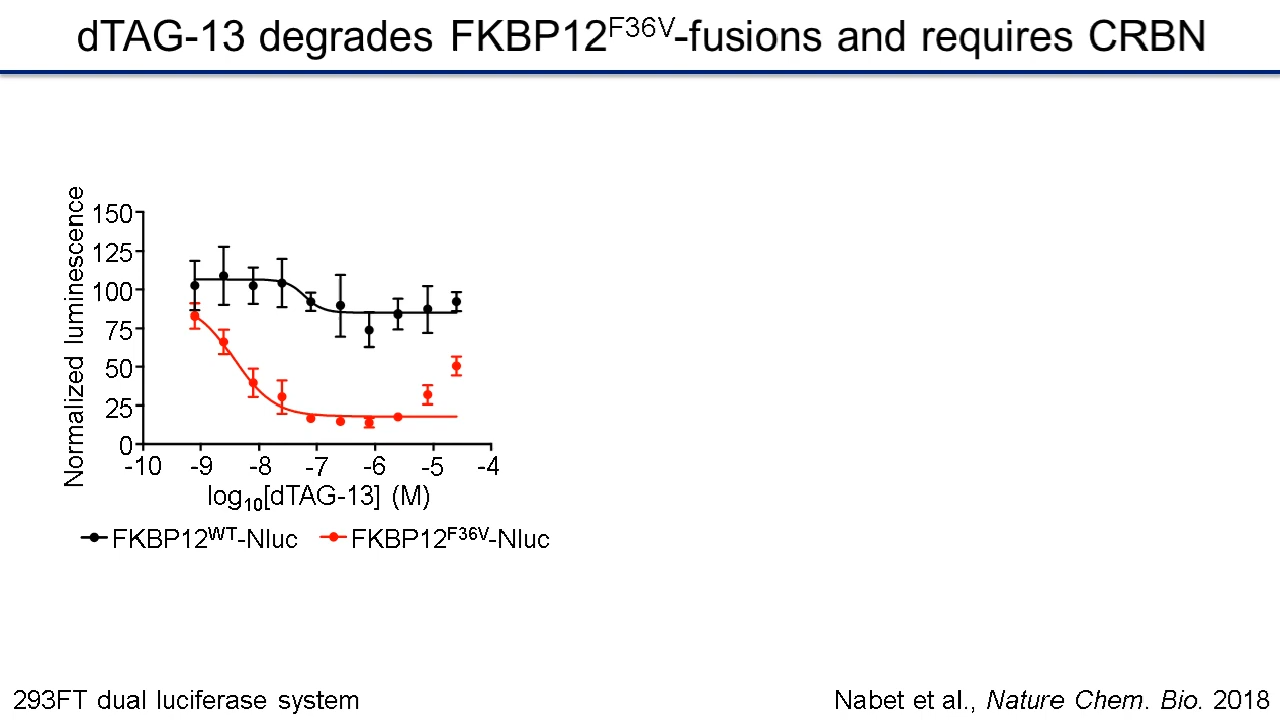 dTAG-13 degrades FKBP12F36V-fusions and requires CRBN
Normalized luminescence
150
125
100
75
50
25
0
-10 -9 -8 -7 -6 -5 -4
log10[dTAG-13] (M)
FKBP12WT-Nluc FKBP12F36V-Nluc
293FT dual luciferase system
Nabet et al., Nature Chem. Bio. 2018